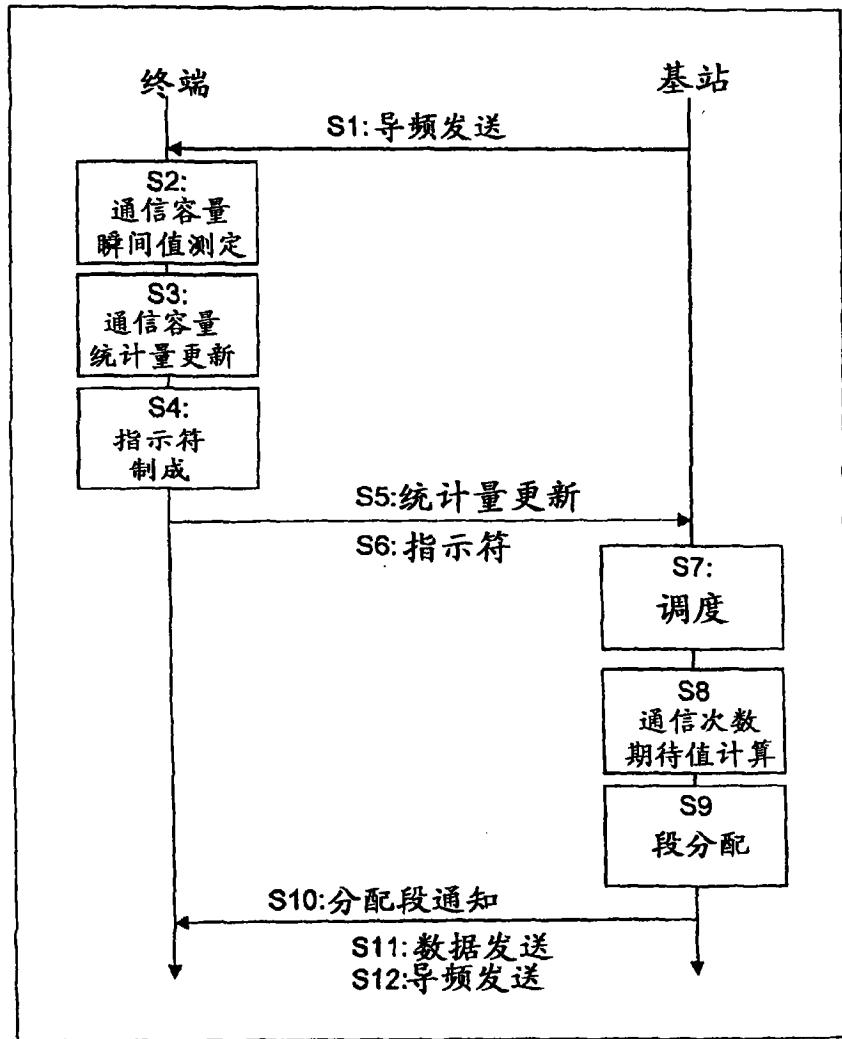 终端
基站
S1:导频发送
S2:
通信容量
瞬间值测定
S3:
通信容量
统计量更新
S4:
指示符
制成
S5:统计量更新
S6:指示符
S7:
调度
S8
通信次数
期待值计算
S9
段分配
S10:分配段通知
S11:数据发送
S12:导频发送